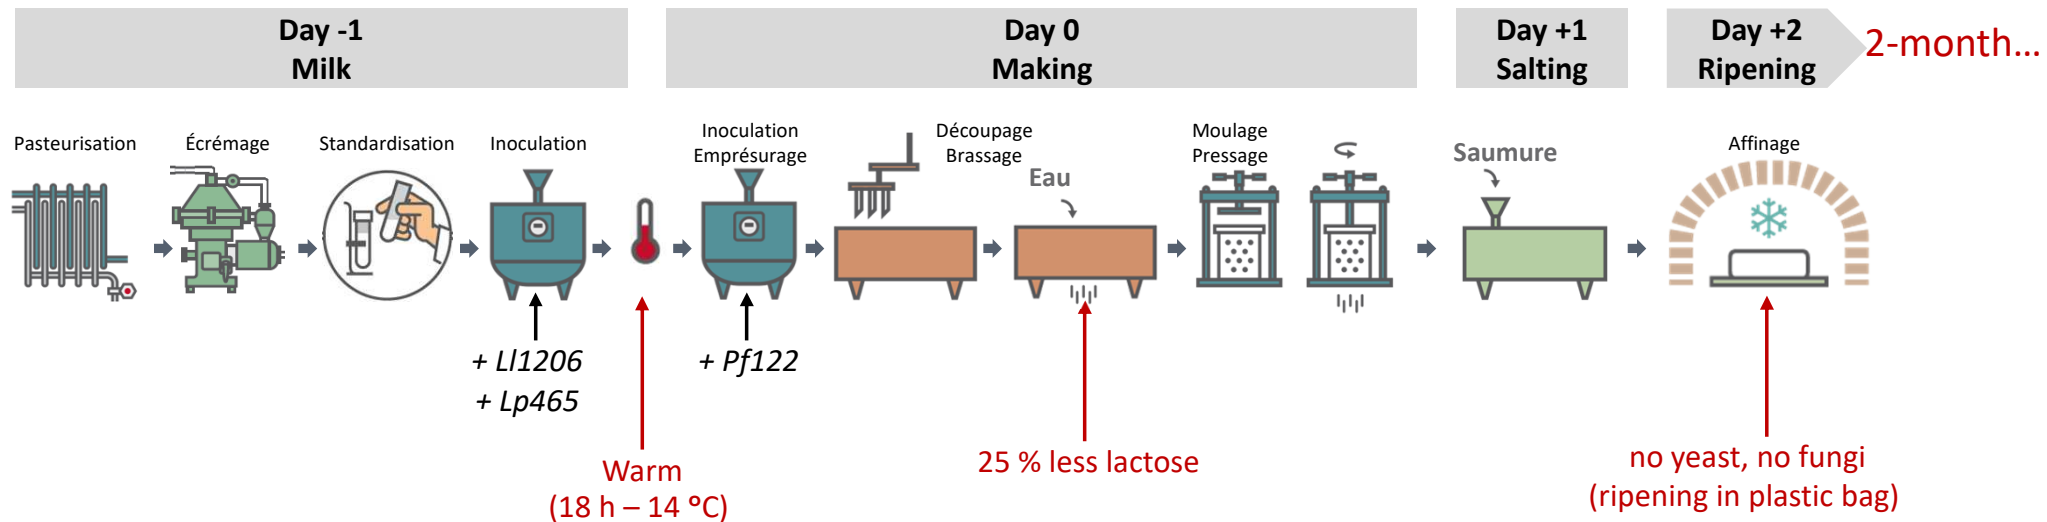 Day -1
Milk
Day 0
Making
Day +1
Salting
Day +2
Ripening
2-month...
Pasteurisation
Écrémage
Standardisation
Inoculation
Inoculation
Emprésurage
Découpage
Brassage
Eau
Moulage
Pressage
Saumure
Affinage
+ Ll1206
+ Lp465
+ Pf122
Warm
(18 h – 14 °C)
25 % less lactose
no yeast, no fungi
(ripening in plastic bag)